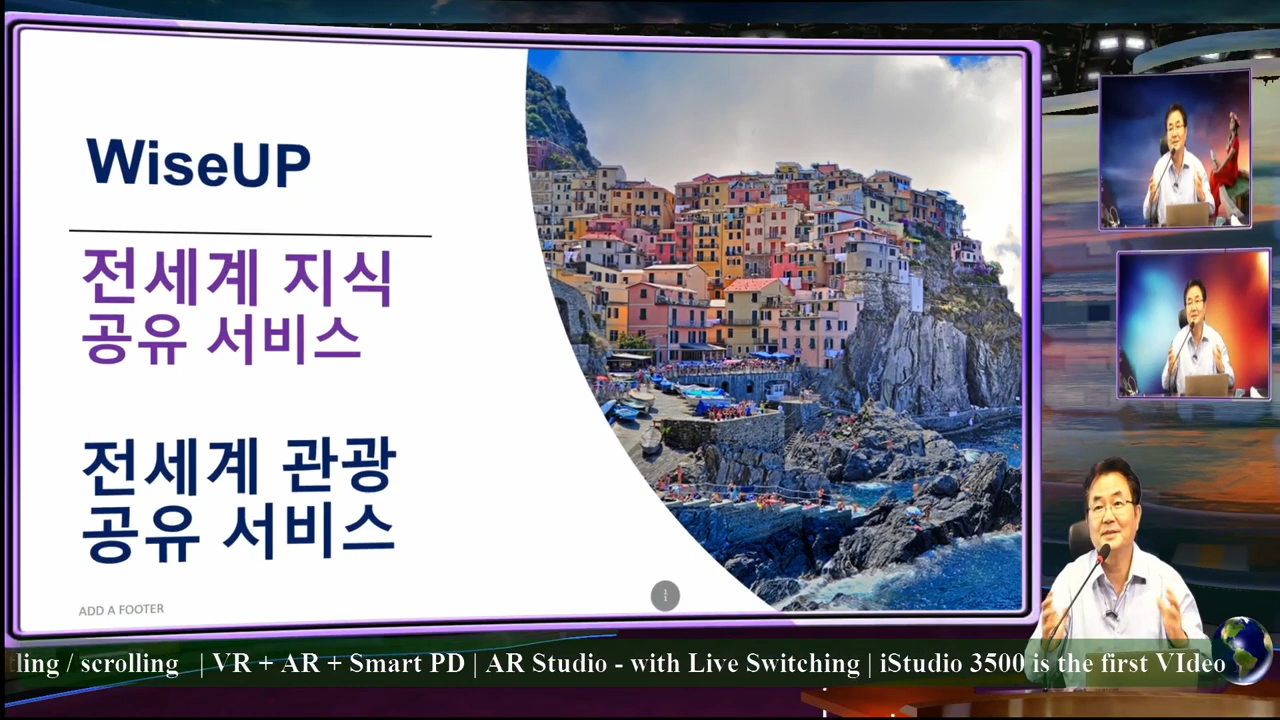 WiseUP
전세계 지식
공유 서비스
전세계 관광
공유 서비스
ADD A FOOTER
1
ling / scrolling | VR + AR + Smart PD | AR Studio - with Live Switching | iStudio 3500 is the first VIdeo